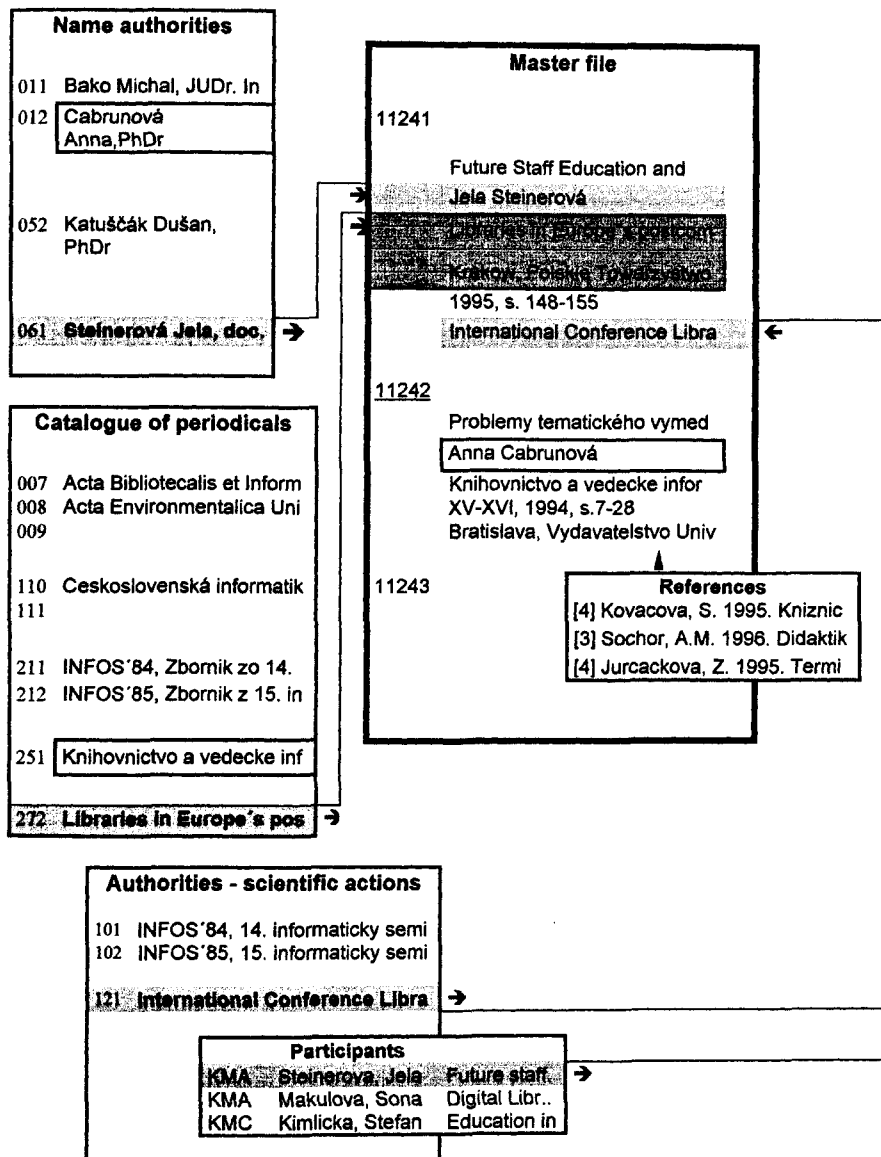 Name authorities
011 Bako Michal, JUDr. In
012 Cabrunová
Anna,PhDr
052 Katuščák Dušan,
PhDr
061 Steinerová Jela, doc.
Catalogue of periodicals
007 Acta Bibliotecalis et Inform
008 Acta Environmentalica Uni
009
110 Ceskoslovenská informatik
111
211 INFOS´84, Zbornik zo 14.
212 INFOS´85, Zbornik z 15. in
251 Knihovnictvo a vedecke inf
272 Libraries in Europe´s pos
Master file
11241
Future Staff Education and
Jela Steinerová
Libraries in Europe´s postcom
Krakow, Polskie Towarzystwo
1995, s. 148-155
International Conference Libra
11242
Problemy tematického vymed
Anna Cabrunová
Knihovnictvo a vedecke infor
XV-XVI, 1994, s.7-28
Bratislava, Vydavatelstvo Univ
11243
References
[4] Kovacova, S. 1995. Kniznic
[3] Sochor, A.M. 1996. Didaktik
[4] Jurcackova, Z. 1995. Termi
Authorities - scientific actions
101 INFOS´84, 14. informaticky semi
102 INFOS´85, 15. informaticky semi
121 International Conference Libra
Participants
KMA Steinerova, Jela Future staff.
KMA Makulova, Sona Digital Libr..
KMC Kimlicka, Stefan Education in